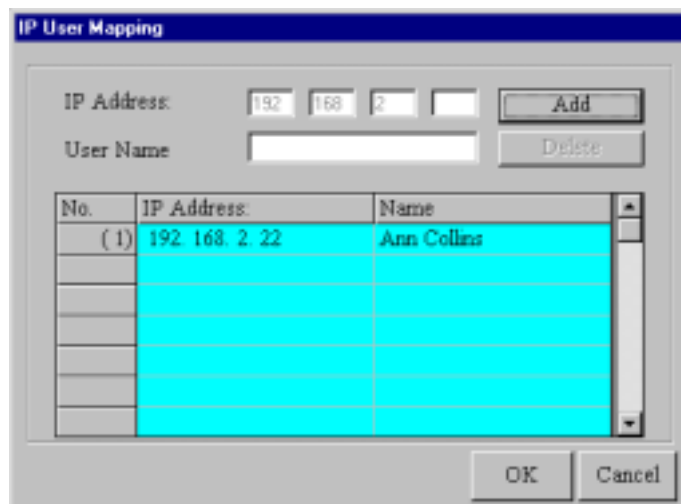 IP User Mapping
IP Address: 192 168 2 Add
User Name Delete
No. IP Address: Name
( 1) 192. 168. 2. 22 Ann Collins
OK Cancel